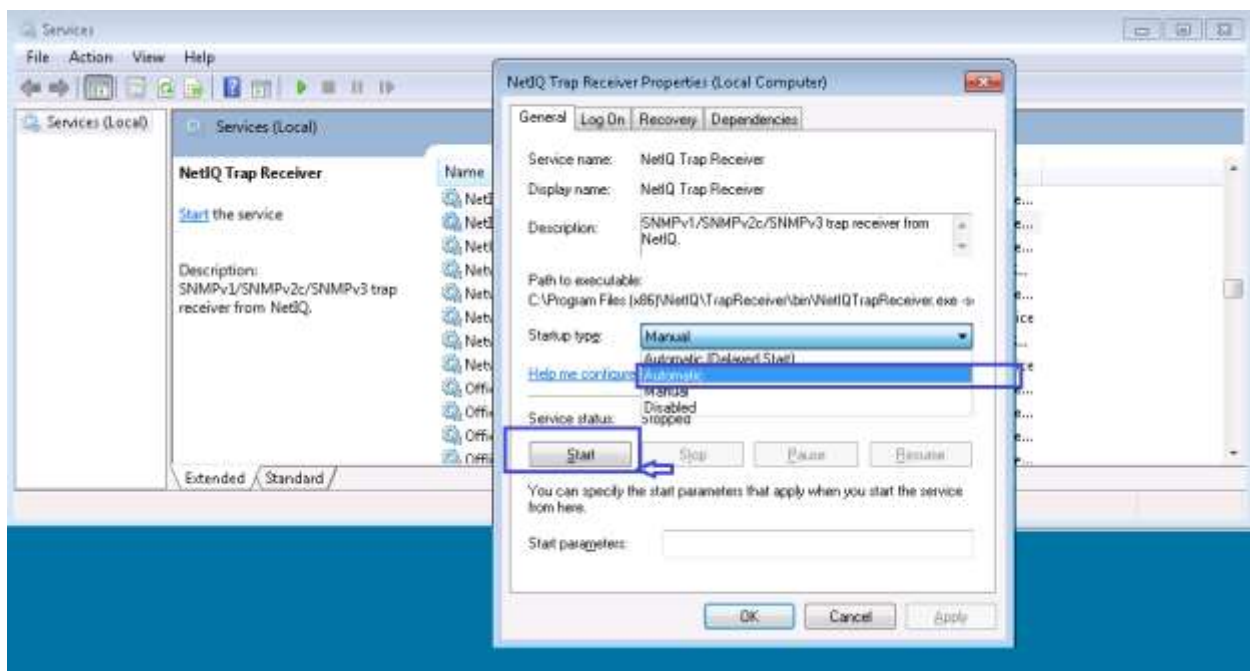 Services
File Action View Help
Services (Local)
Services (Local)
NetIQ Trap Receiver
Start the service
Description:
SNMPv1/SNMPv2c/SNMPv3 trap
receiver from NetIQ.
Name
Extended / Standard
NetIQ Trap Receiver Properties (Local Computer)
General Log On Recovery Dependencies
Service name: NetIQ Trap Receiver
Display name: NetIQ Trap Receiver
Description: SNMPv1/SNMPv2c/SNMPv3 trap receiver from
NetIQ.
Path to executable:
C:\Program Files (x86)\NetIQ\TrapReceiver\bin\NetIQTrapReceiver.exe
Startup type: Manual
Automatic (Delayed Start)
Help me configure Automatic
Manual
Disabled
Service status: Stopped
Start Stop Pause Resume
You can specify the start parameters that apply when you start the service
from here.
Start parameters:
OK Cancel Apply